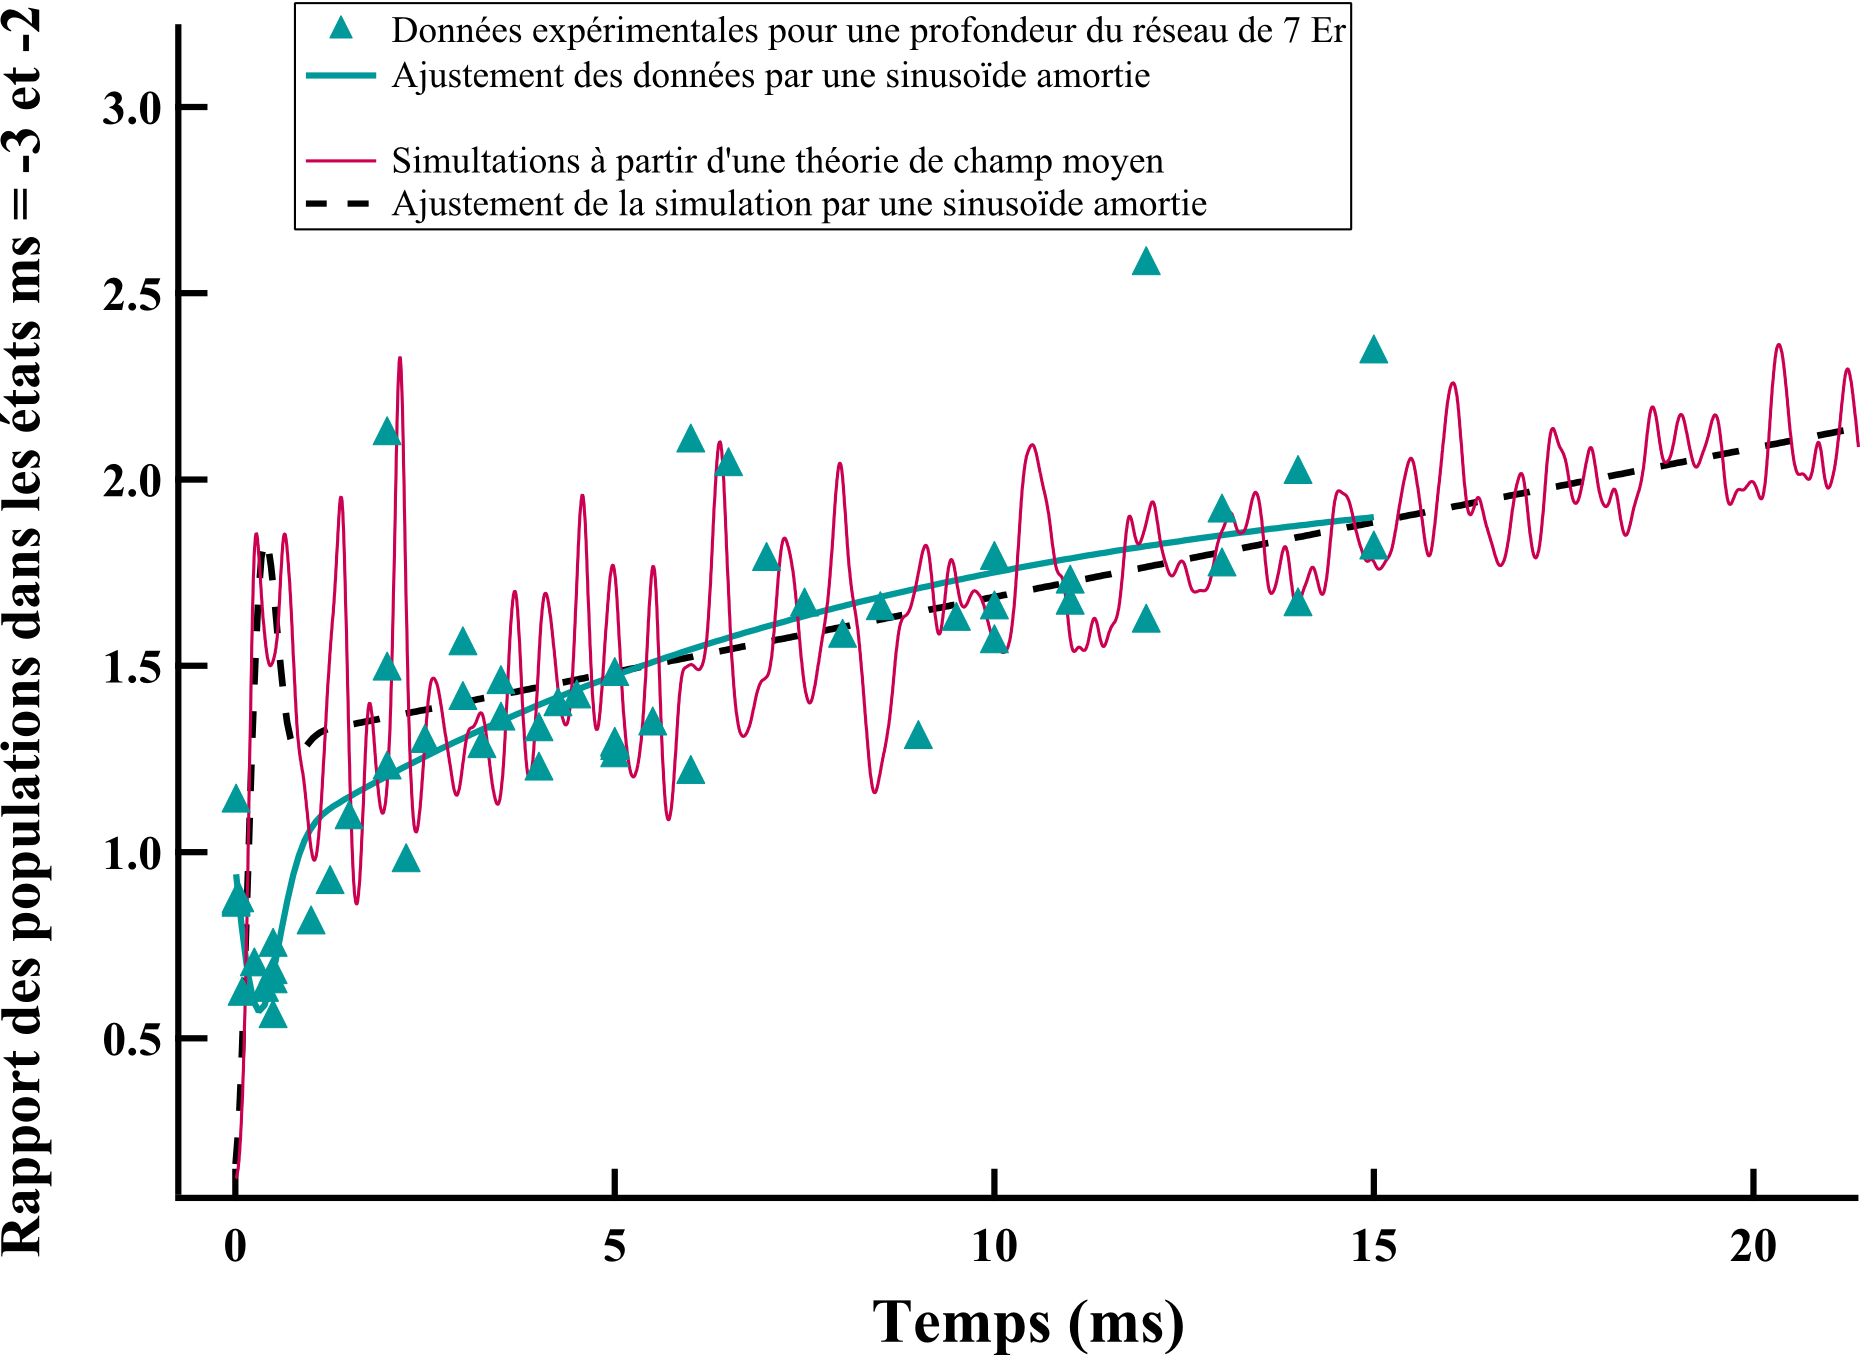 Données expérimentales pour une profondeur du réseau de 7 Er
Ajustement des données par une sinusoïde amortie
Simultations à partir d'une théorie de champ moyen
Ajustement de la simulation par une sinusoïde amortie
Rapport des populations dans les états ms = -3 et -2
3.0
2.5
2.0
1.5
1.0
0.5
0 5 10 15 20
Temps (ms)